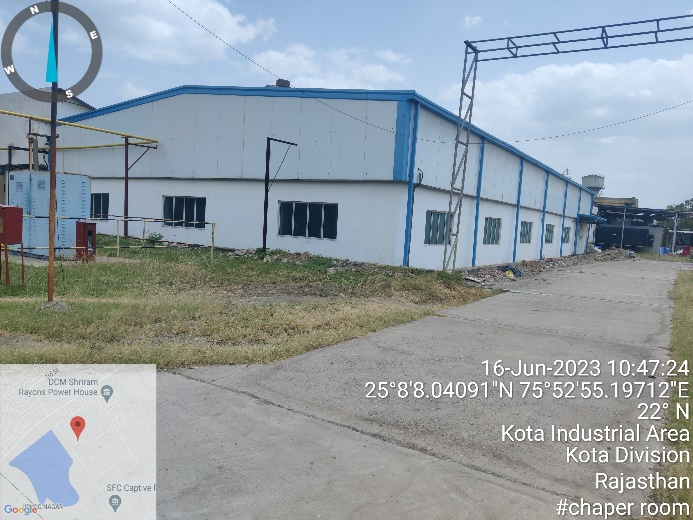 N
E
W
S
16-Jun-2023 10:47:24
25°8'8.04091"N 75°52'55.19712"E
22° N
Kota Industrial Area
Kota Division
Rajasthan
#chaper room
DCM Shriram
Rayons Power House
SFC Captive
NAGAR
Google